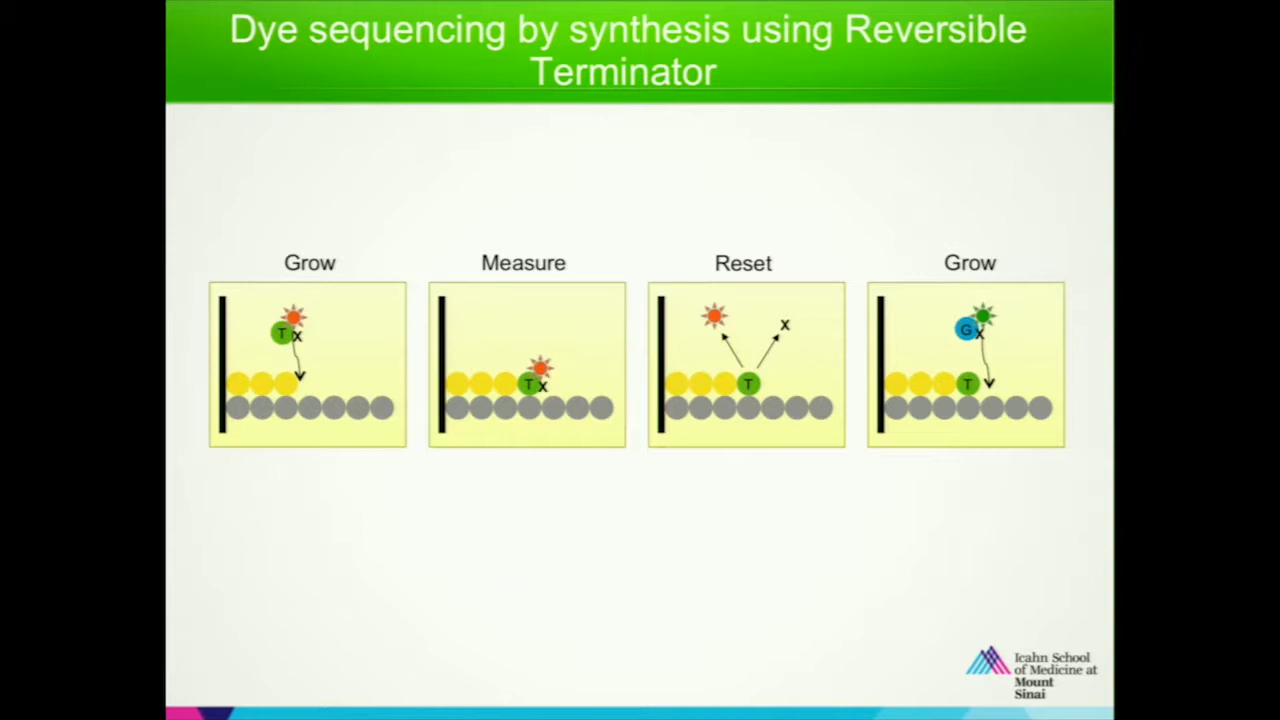 Dye sequencing by synthesis using Reversible
Terminator
Grow
Measure
Reset
Grow
T
x
T
x
x
T
G
x
T
Icahn School
of Medicine at
Mount
Sinai